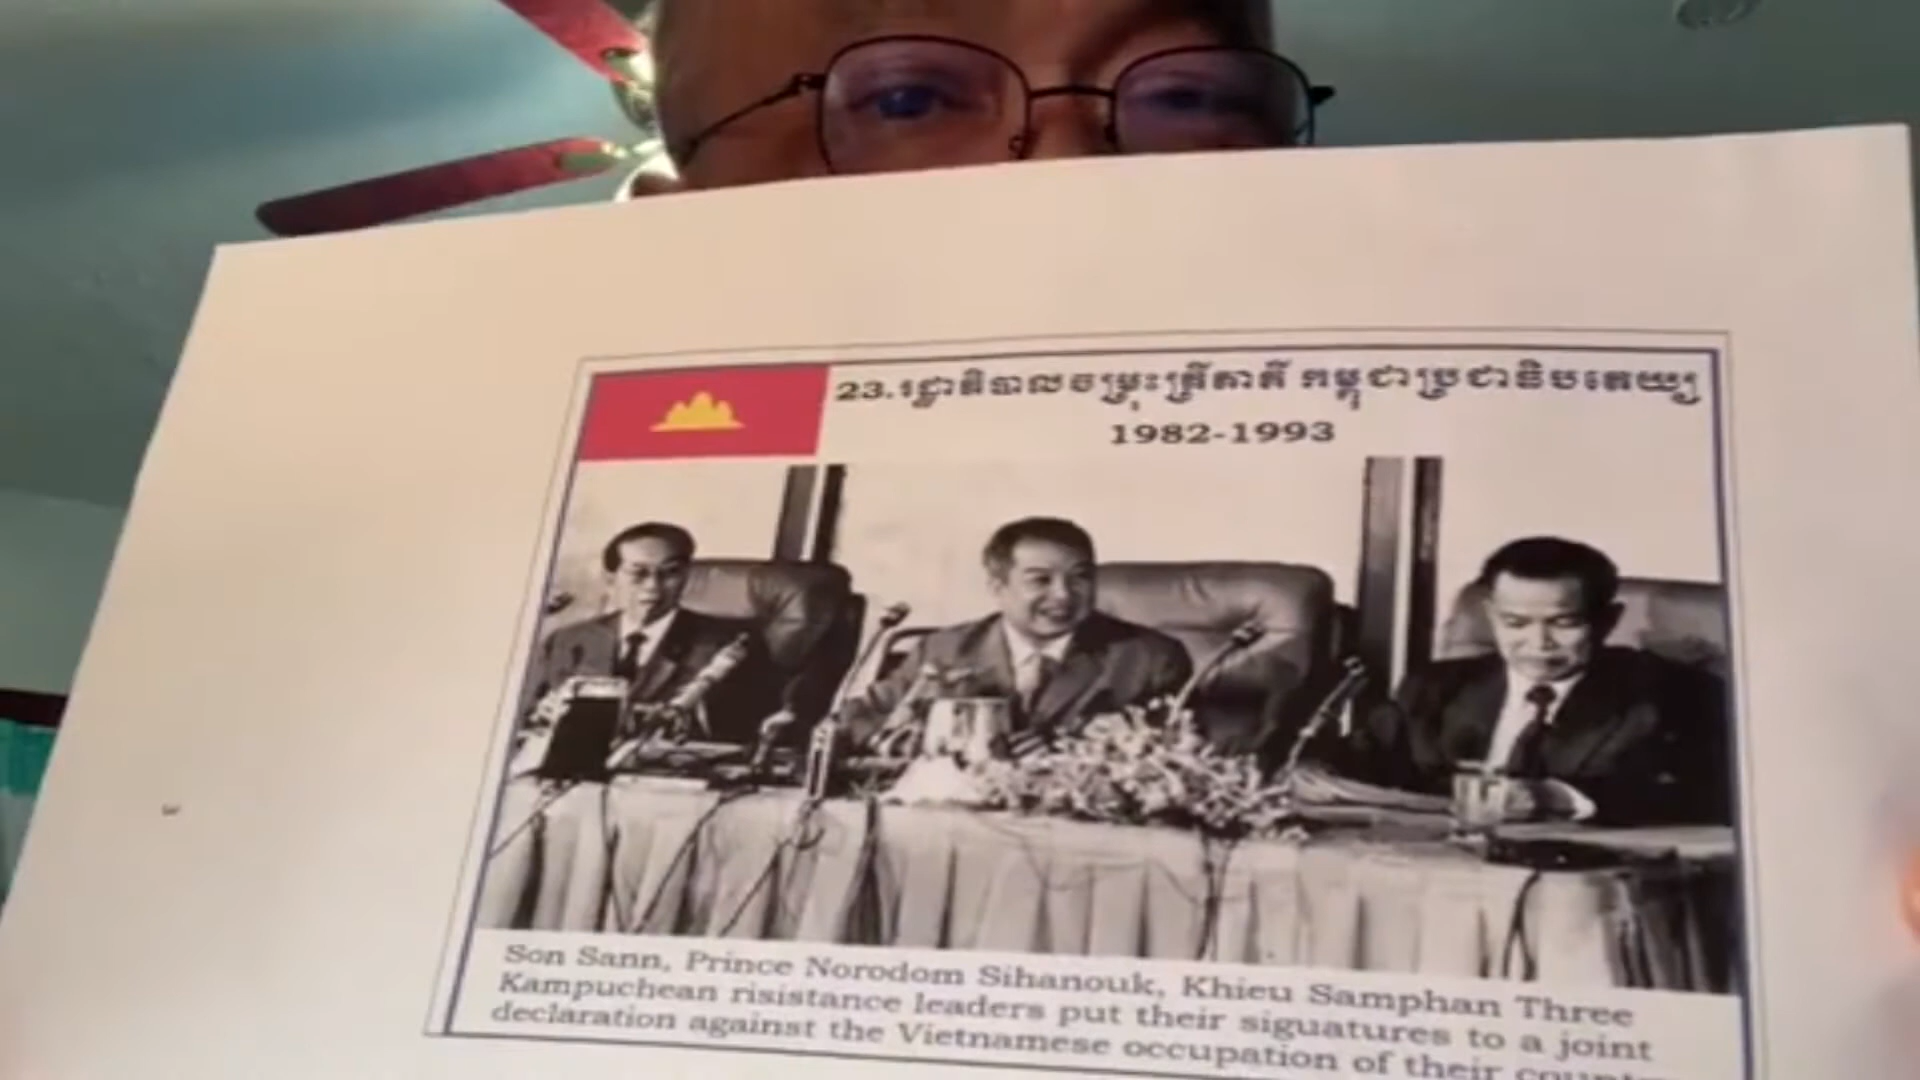 23.រដ្ឋាភិបាលចម្រុះត្រីភាគី កម្ពុជាប្រជាធិបតេយ្យ
1982-1993
Son Sann, Prince Norodom Sihanouk, Khieu Samphan Three
Kampuchean risistance leaders put their siguatures to a joint
declaration against the Vietnamese occupation of their